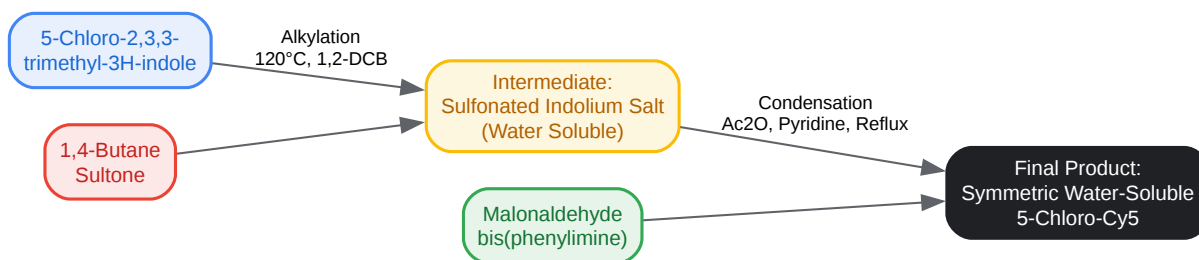 5-Chloro-2,3,3-
trimethyl-3H-indole
Alkylation
120°C, 1,2-DCB
1,4-Butane
Sultone
Intermediate:
Sulfonated Indolium Salt
(Water Soluble)
Condensation
Ac2O, Pyridine, Reflux
Malonaldehyde
bis(phenylimine)
Final Product:
Symmetric Water-Soluble
5-Chloro-Cy5